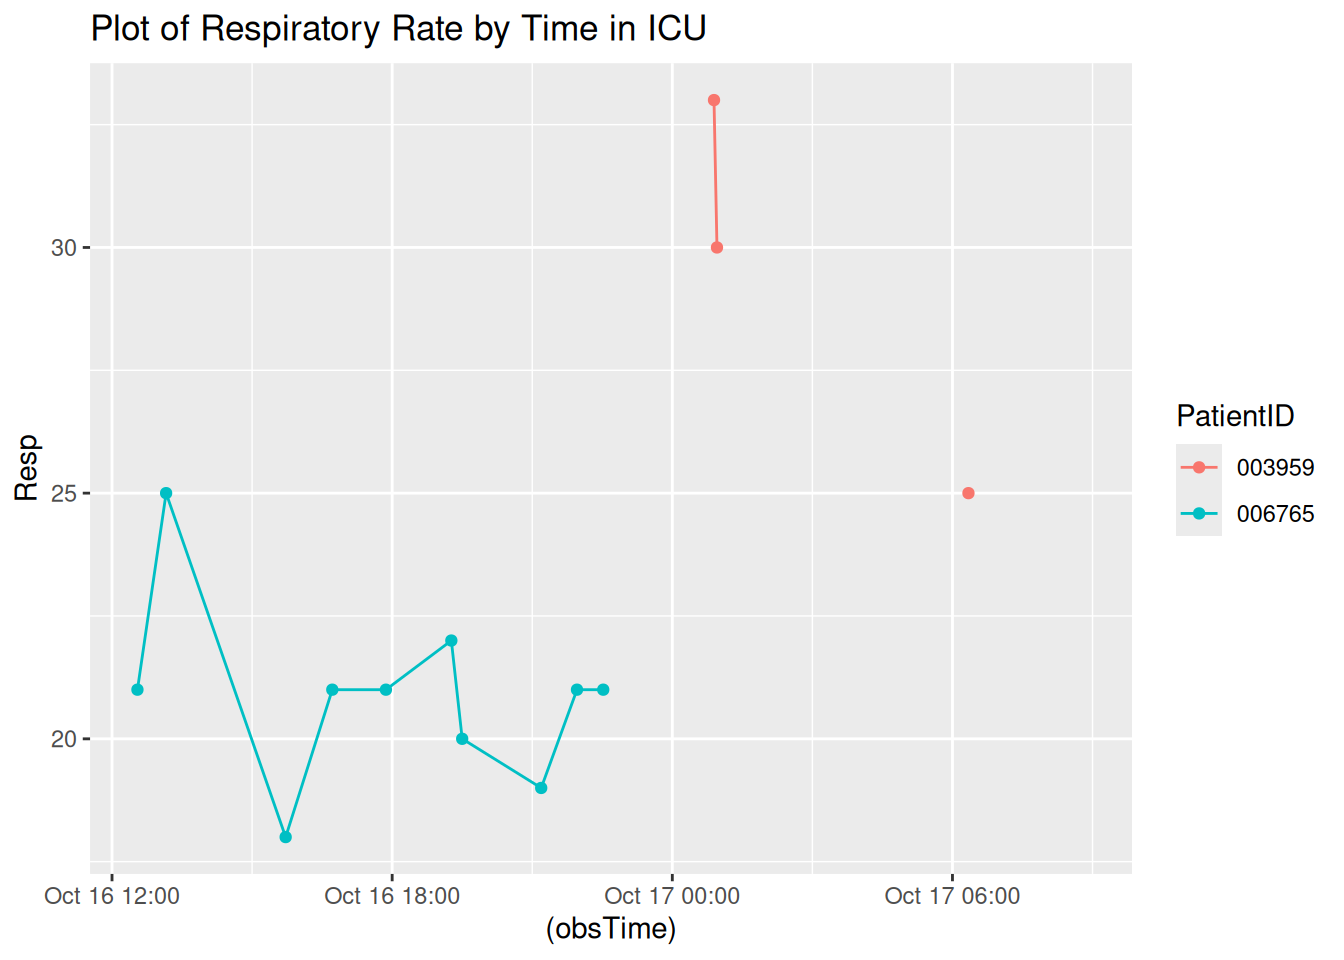 Plot of Respiratory Rate by Time in ICU
Resp
30
25
20
Oct 16 12:00
Oct 16 18:00
Oct 17 00:00
Oct 17 06:00
(obsTime)
PatientID
003959
006765